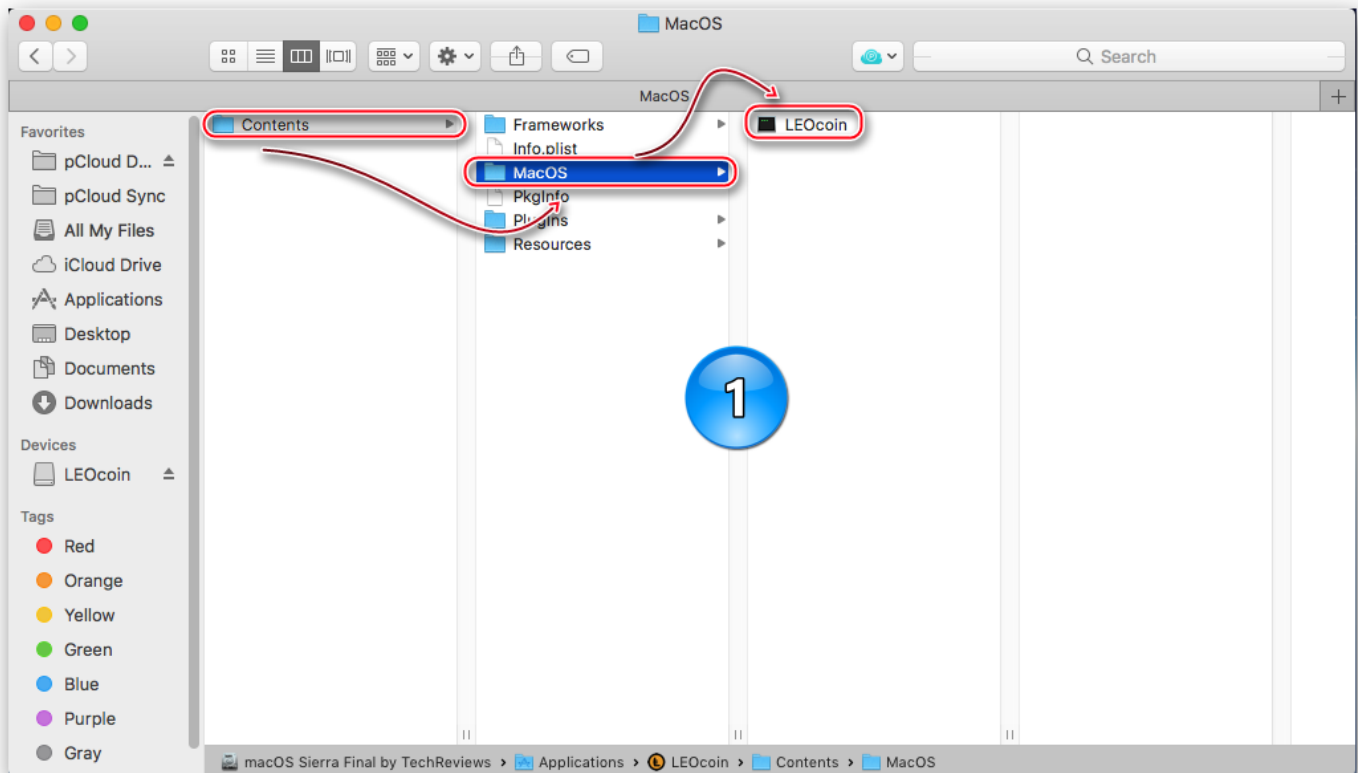 MacOS
Search
MacOS
Favorites
pCloud D...
pCloud Sync
All My Files
iCloud Drive
Applications
Desktop
Documents
Downloads
Devices
LEOcoin
Tags
Red
Orange
Yellow
Green
Blue
Purple
Gray
Contents
Frameworks
Info.plist
MacOS
PkgInfo
PlugIns
Resources
LEOcoin
1
macOS Sierra Final by TechReviews › Applications › LEOcoin › Contents › MacOS